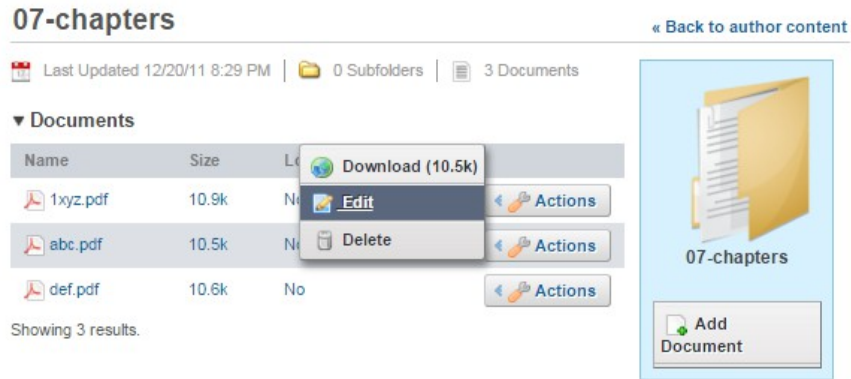 07-chapters
« Back to author content
Last Updated 12/20/11 8:29 PM | 0 Subfolders | 3 Documents
▼ Documents
Name Size
Download (10.5k)
1xyz.pdf 10.9k Edit Actions
abc.pdf 10.5k Delete Actions
def.pdf 10.6k No Actions
Showing 3 results.
07-chapters
Add
Document